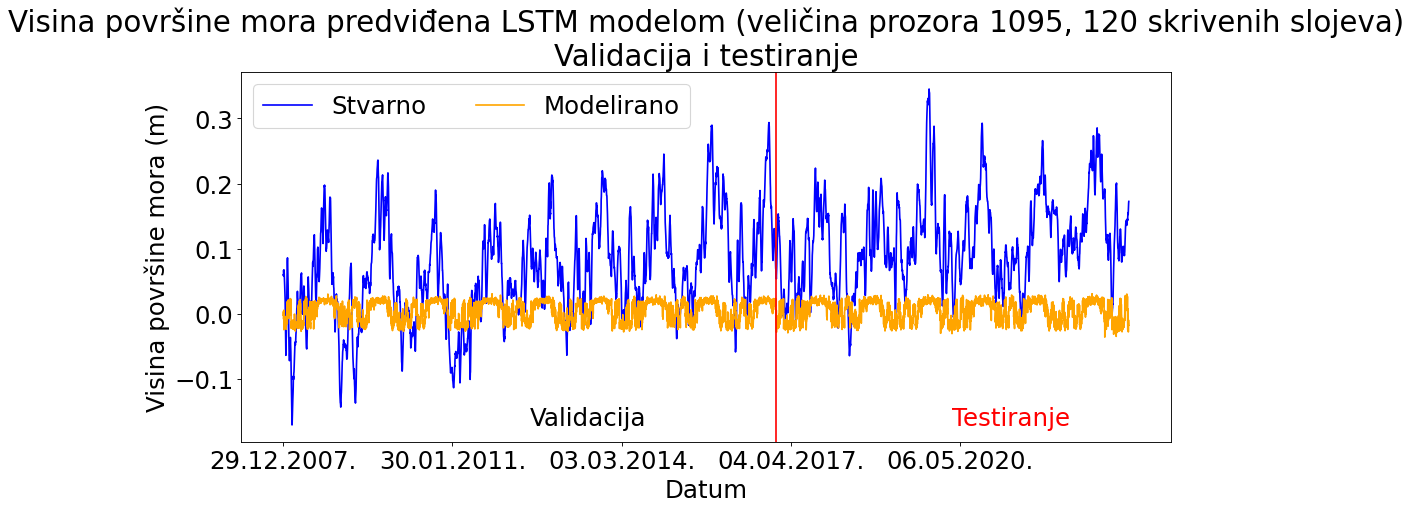 Visina površine mora predviđena LSTM modelom (veličina prozora 1095, 120 skrivenih slojeva)
Validacija i testiranje
Stvarno
Modelirano
Visina površine mora (m)
0.3
0.2
0.1
0.0
−0.1
Validacija
Testiranje
29.12.2007.
30.01.2011.
03.03.2014.
04.04.2017.
06.05.2020.
Datum